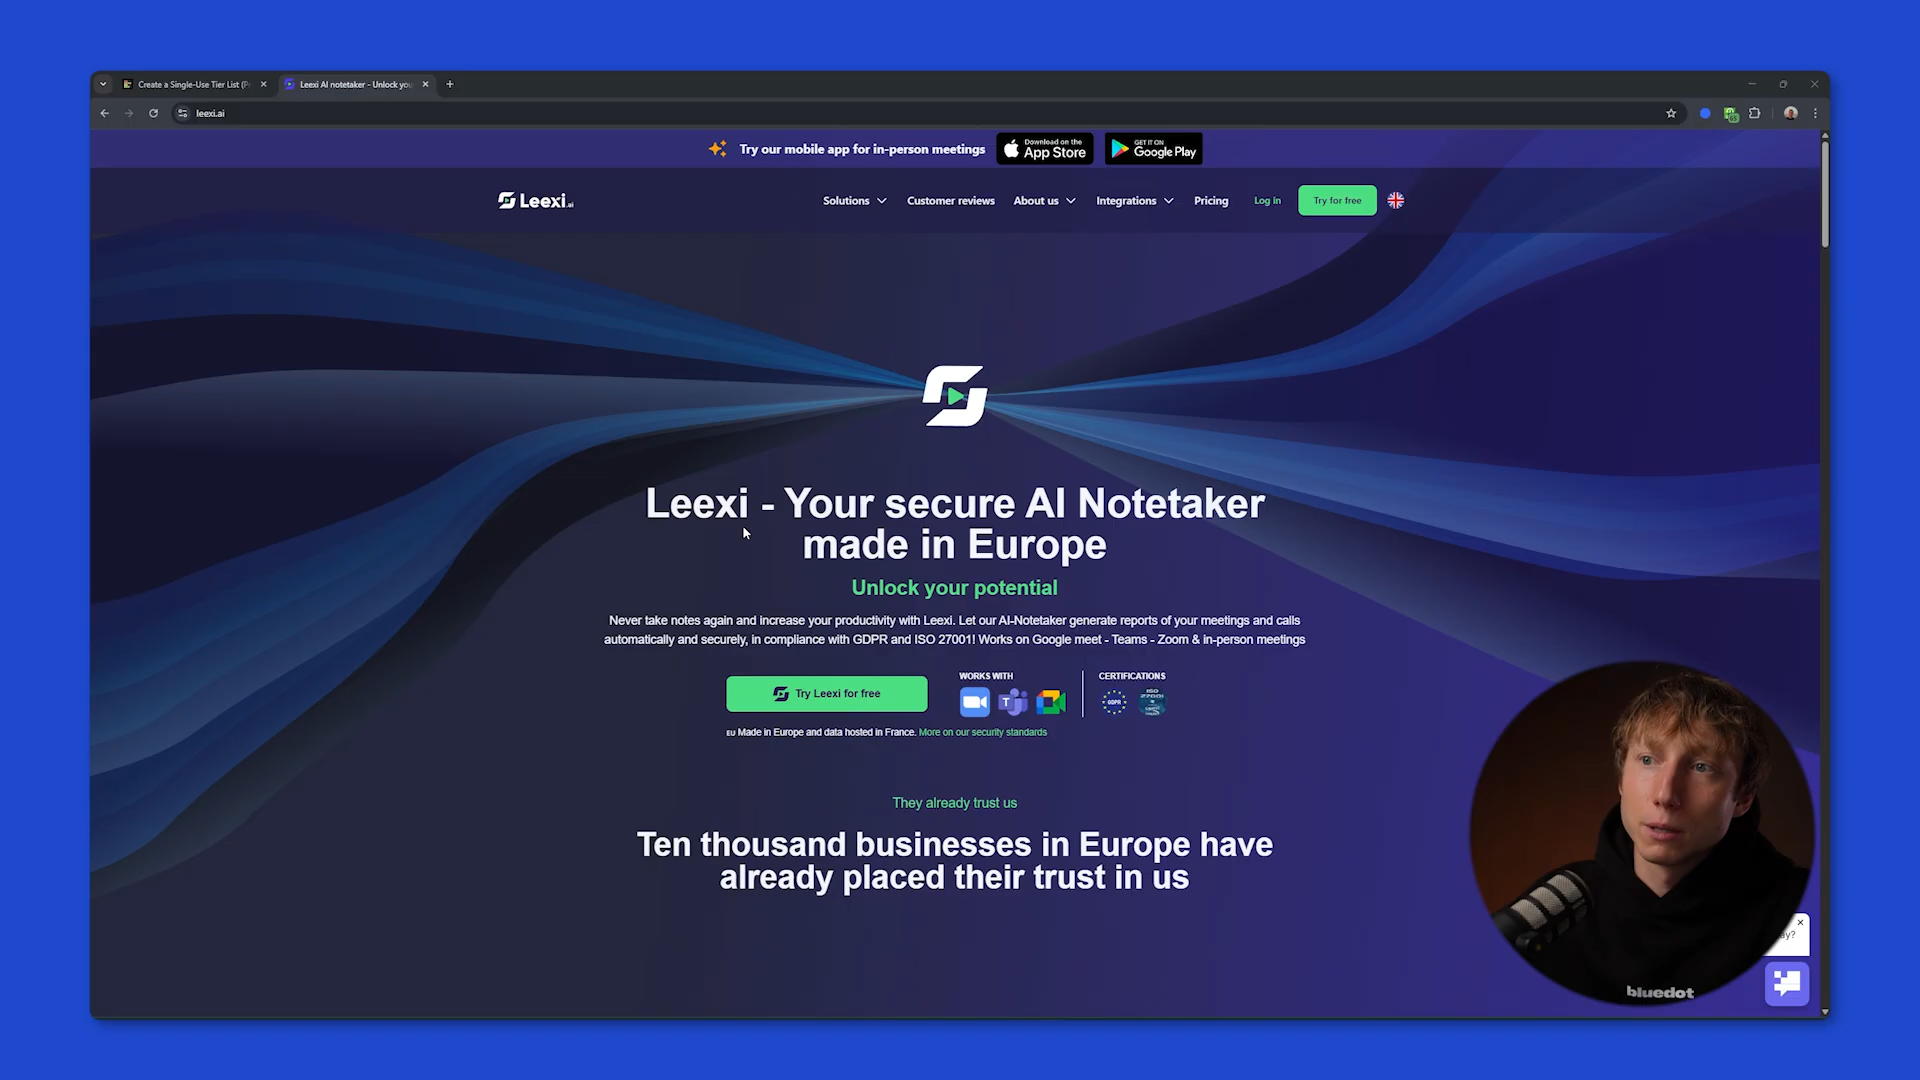 Create a Single-Use Tier List (P
Leexi AI notetaker - Unlock you
leexi.ai
Try our mobile app for in-person meetings
Download on the
App Store
GET IT ON
Google Play
Leexi.ai
Solutions
Customer reviews
About us
Integrations
Pricing
Log in
Try for free
Leexi - Your secure AI Notetaker
made in Europe
Unlock your potential
Never take notes again and increase your productivity with Leexi. Let our AI-Notetaker generate reports of your meetings and calls
automatically and securely, in compliance with GDPR and ISO 27001! Works on Google meet - Teams - Zoom & in-person meetings
Try Leexi for free
WORKS WITH
T
CERTIFICATIONS
GDPR
ISO
27001
EU Made in Europe and data hosted in France. More on our security standards
They already trust us
Ten thousand businesses in Europe have
already placed their trust in us
ay?
bluedot